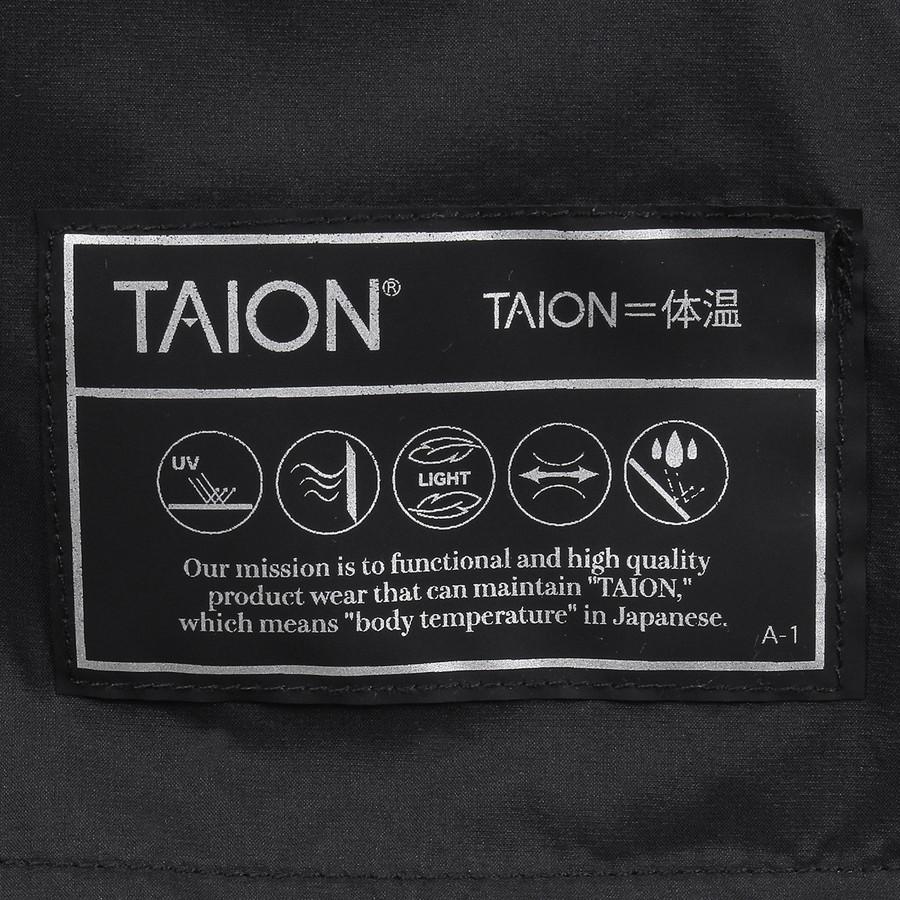 TAION®
TAION=体温
UV
LIGHT
Our mission is to functional and high quality
product wear that can maintain "TAION,"
which means "body temperature" in Japanese.
A-1